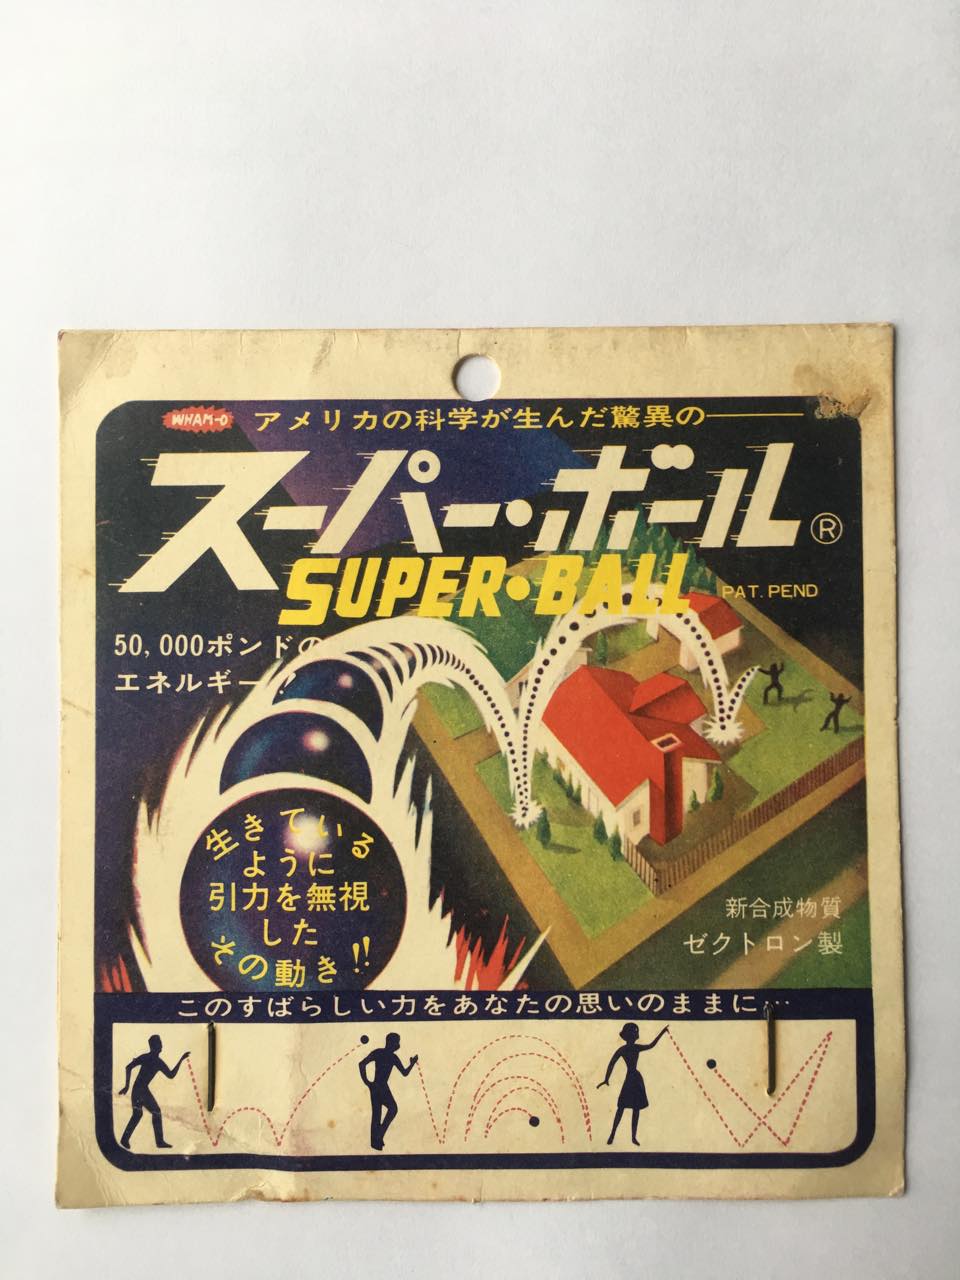 WHAM-O
アメリカの科学が生んだ驚異の――
スーパー・ボール®
SUPER・BALL
PAT. PEND
50,000ポンドの
エネルギー!?
生きている
ように
引力を無視
した
その動き!!
新合成物質
ゼクトロン製
このすばらしい力をあなたの思いのままに…